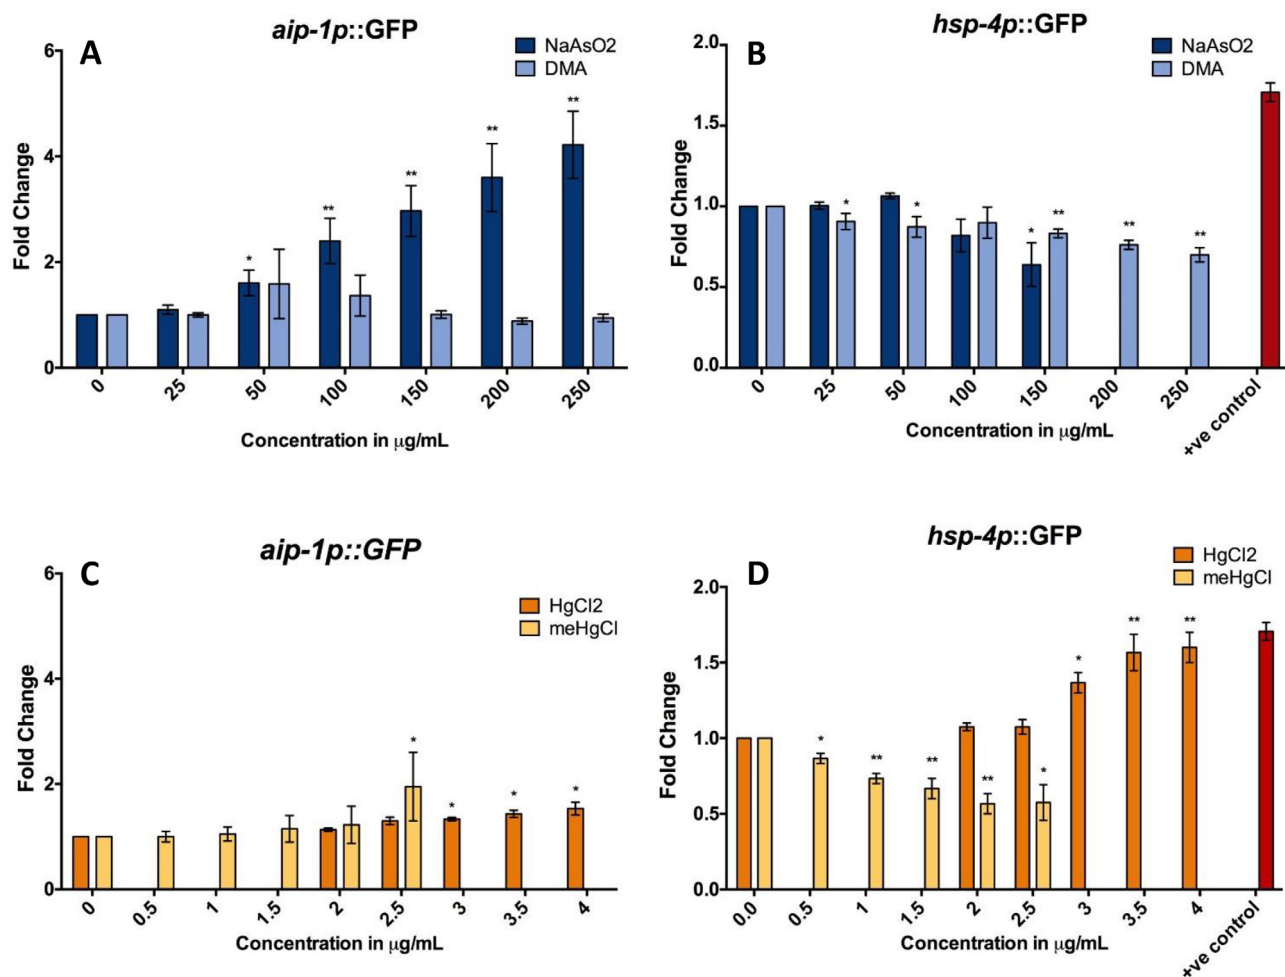 aip-1p::GFP
A
NaAsO2
DMA
6
4
2
0
Fold Change
*
**
**
**
**
0
25
50
100
150
200
250
Concentration in μg/mL
hsp-4p::GFP
B
NaAsO2
DMA
2.0
1.5
1.0
0.5
0.0
Fold Change
*
*
*
**
**
**
0
25
50
100
150
200
250
+ve control
Concentration in μg/mL
aip-1p::GFP
C
HgCl2
meHgCl
6
4
2
0
Fold Change
*
*
*
*
0
0.5
1
1.5
2
2.5
3
3.5
4
Concentration in μg/mL
hsp-4p::GFP
D
HgCl2
meHgCl
2.0
1.5
1.0
0.5
0.0
Fold Change
*
**
**
**
*
*
**
**
0.0
0.5
1
1.5
2
2.5
3
3.5
4
+ve control
Concentration in μg/mL